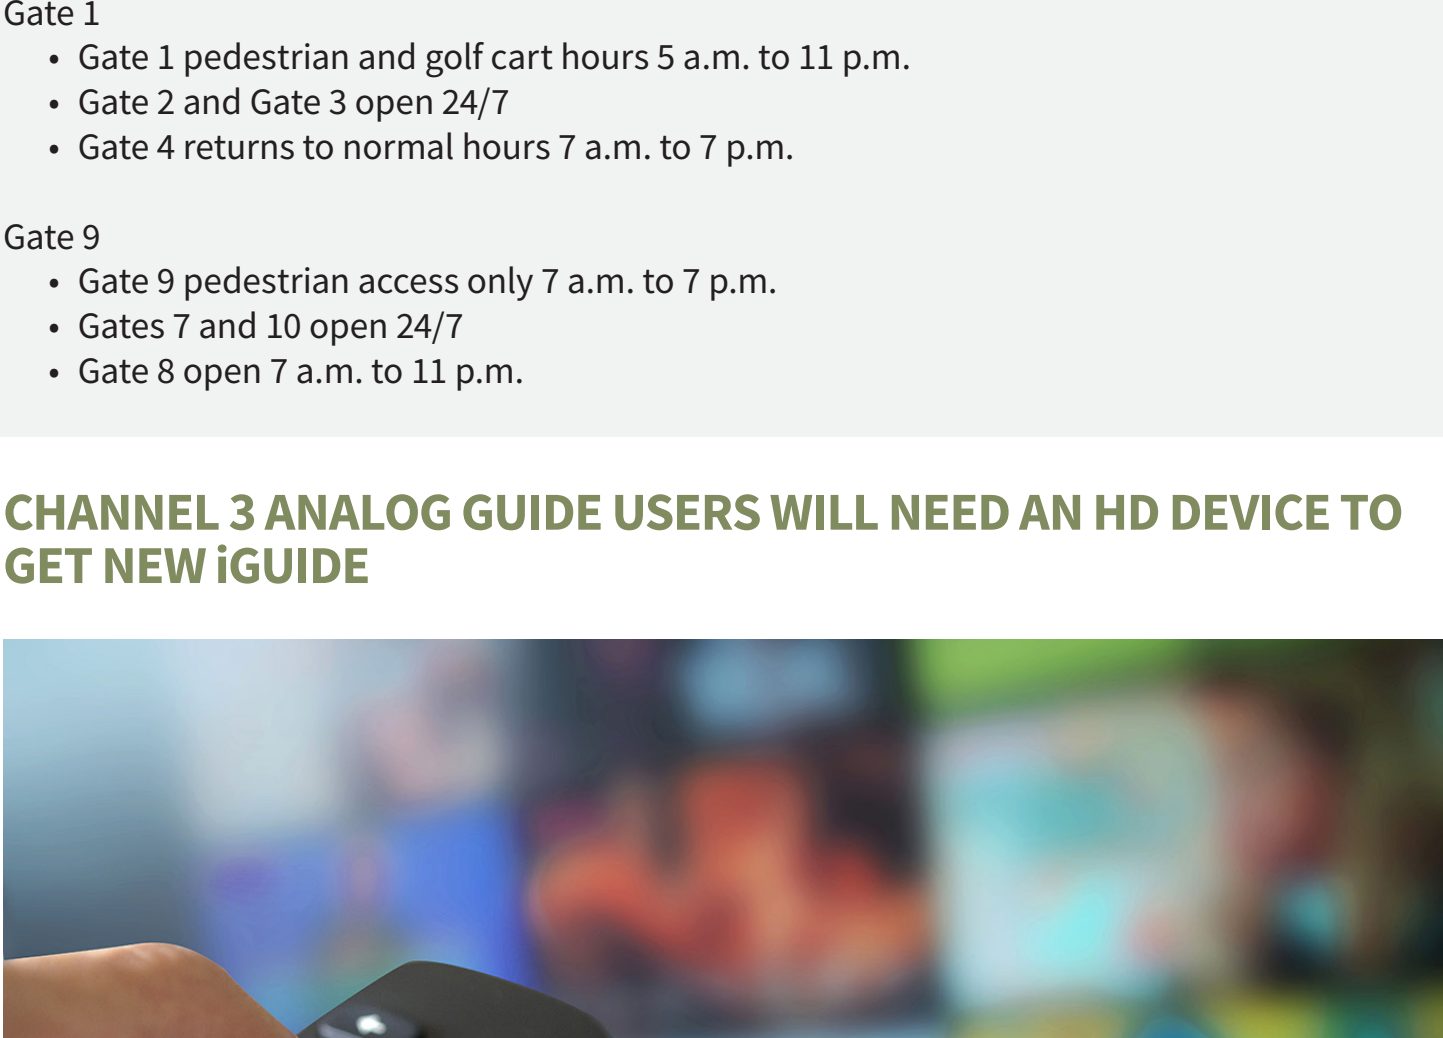 Gate 1
• Gate 1 pedestrian and golf cart hours 5 a.m. to 11 p.m.
• Gate 2 and Gate 3 open 24/7
• Gate 4 returns to normal hours 7 a.m. to 7 p.m.
Gate 9
• Gate 9 pedestrian access only 7 a.m. to 7 p.m.
• Gates 7 and 10 open 24/7
• Gate 8 open 7 a.m. to 11 p.m.
CHANNEL 3 ANALOG GUIDE USERS WILL NEED AN HD DEVICE TO
GET NEW iGUIDE